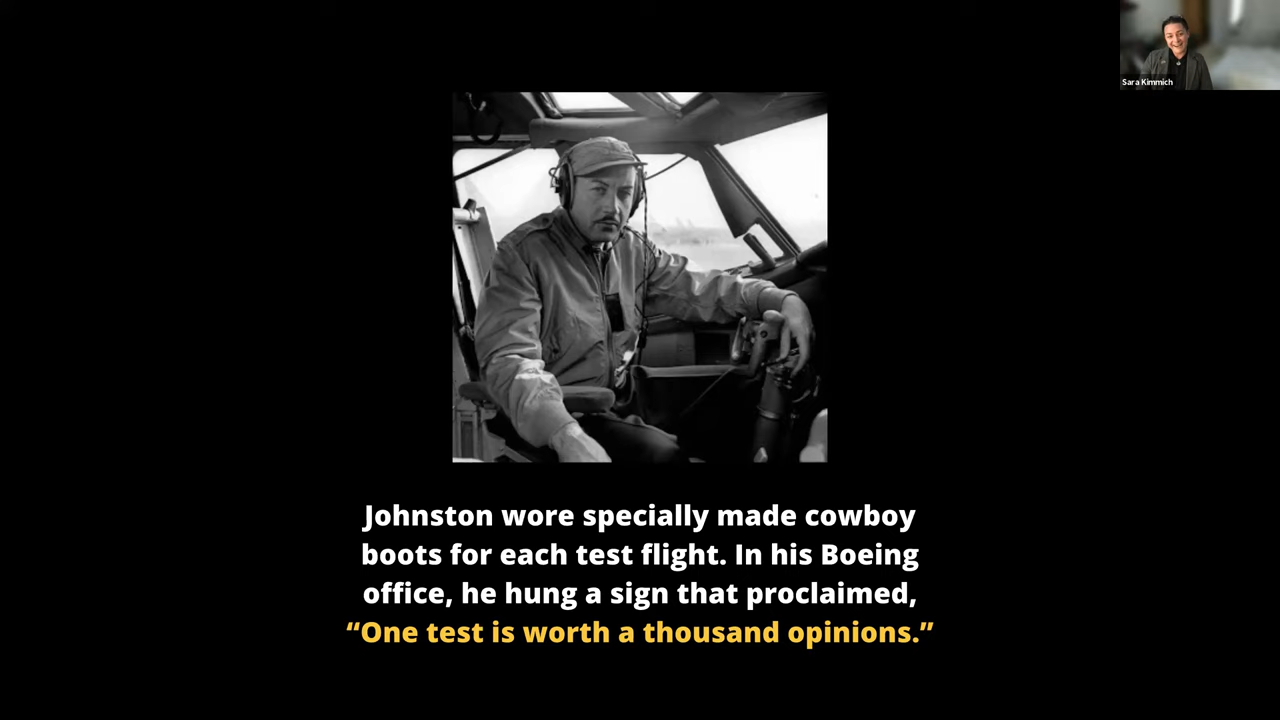 Sara Kimmich
Johnston wore specially made cowboy
boots for each test flight. In his Boeing
office, he hung a sign that proclaimed,
“One test is worth a thousand opinions.”